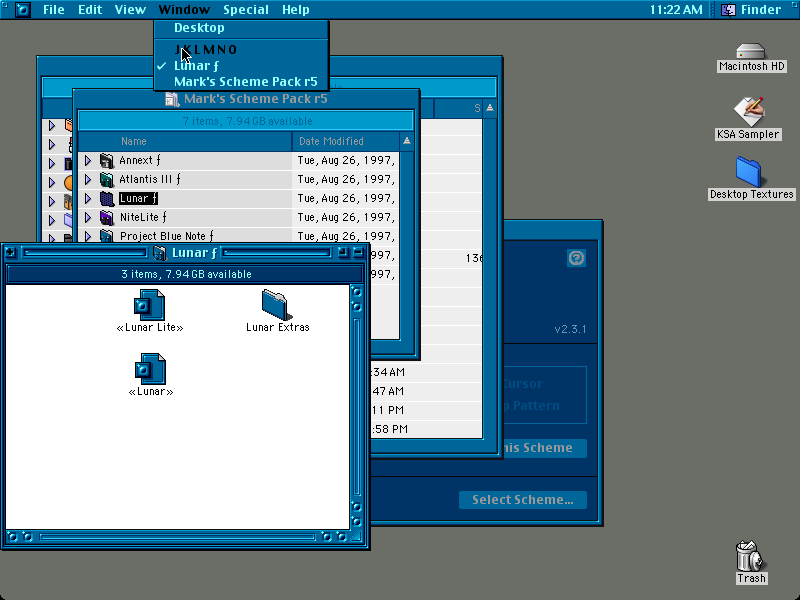 File Edit View Window Special Help 11:22 AM Finder
Desktop
JKLMNO
✓ Lunar ƒ
Mark's Scheme Pack r5
Macintosh HD
KSA Sampler
Desktop Textures
Mark's Scheme Pack r5
7 items, 7.94 GB available
S
Name Date Modified
Annext ƒ Tue, Aug 26, 1997,
Atlantis III ƒ Tue, Aug 26, 1997,
Lunar ƒ Tue, Aug 26, 1997,
NiteLite ƒ Tue, Aug 26, 1997,
Project Blue Note ƒ Tue, Aug 26, 1997,
997,
997,
136
Lunar ƒ
3 items, 7.94 GB available
«Lunar Lite» Lunar Extras
«Lunar»
v2.3.1
:34 AM
:47 AM
:11 PM
:58 PM
Cursor
p Pattern
his Scheme
Select Scheme...
Trash